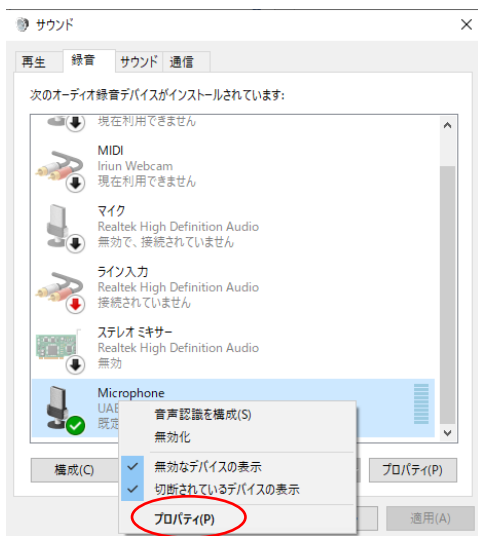 サウンド
再生 録音 サウンド 通信
次のオーディオ録音デバイスがインストールされています:
現在利用できません
MIDI
Iriun Webcam
現在利用できません
マイク
Realtek High Definition Audio
無効で、接続されていません
ライン入力
Realtek High Definition Audio
接続されていません
ステレオ ミキサー
Realtek High Definition Audio
無効
Microphone
音声認識を構成(S)
無効化
無効なデバイスの表示
切断されているデバイスの表示
プロパティ(P)
構成(C)
プロパティ(P)
適用(A)